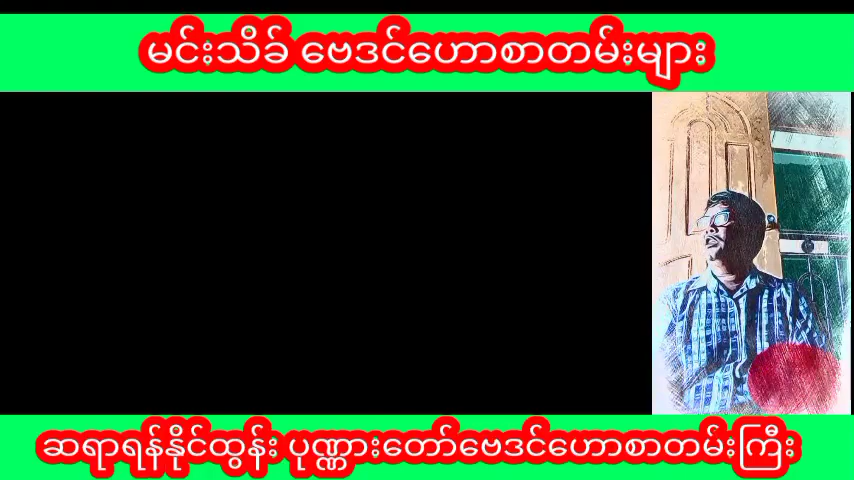 မင်းသိခ် ဗေဒင်ဟောစာတမ်းများ
ဆရာရန်နိုင်ထွန်း ပုဏ္ဏားတော်ဗေဒင်ဟောစာတမ်းကြီး